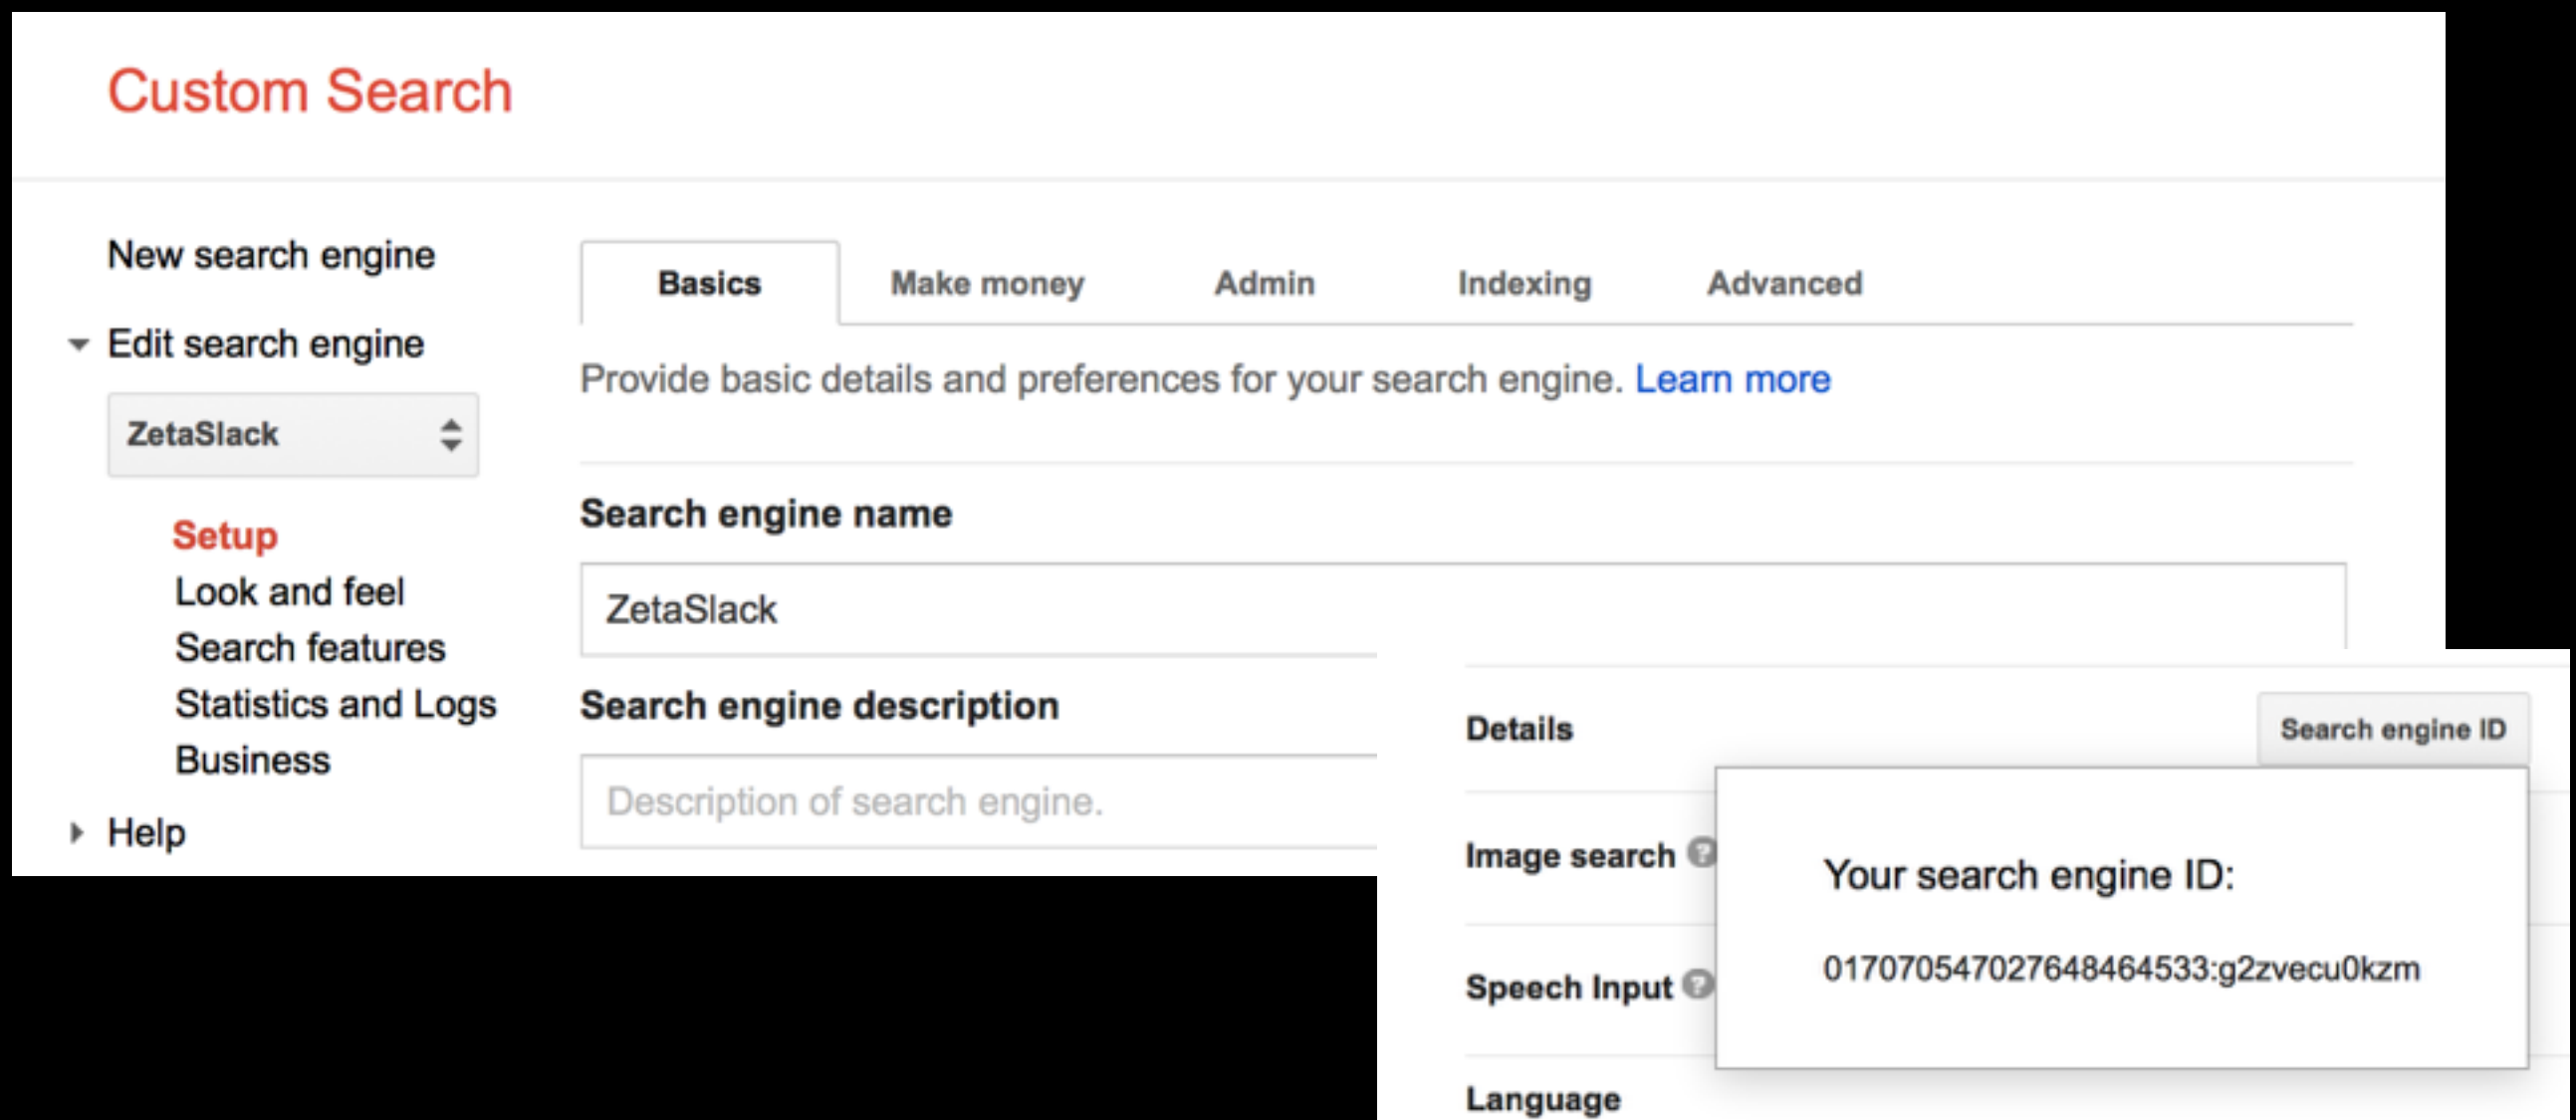 Custom Search
New search engine
Edit search engine
ZetaSlack
Setup
Look and feel
Search features
Statistics and Logs
Business
Help
Basics Make money Admin Indexing Advanced
Provide basic details and preferences for your search engine. Learn more
Search engine name
ZetaSlack
Search engine description
Description of search engine.
Details Search engine ID
Image search ?
Speech Input ?
Language
Your search engine ID:
017070547027648464533:g2zvecu0kzm